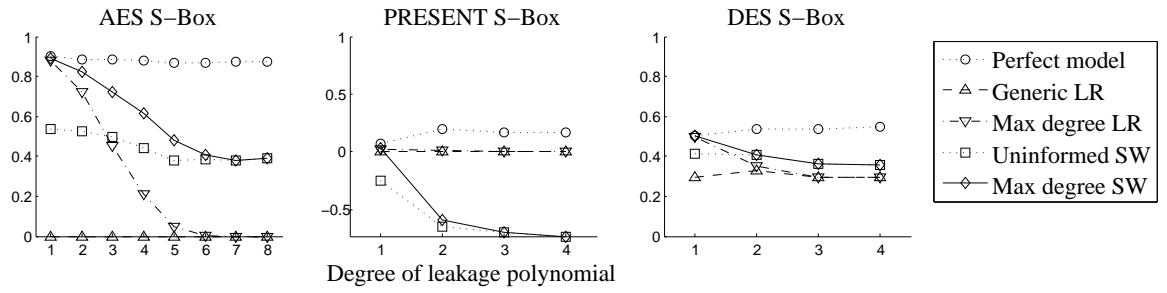 AES S−Box
PRESENT S−Box
DES S−Box
1
0.8
0.6
0.4
0.2
0
1 2 3 4 5 6 7 8
1
0.5
0
−0.5
1 2 3 4
1
0.8
0.6
0.4
0.2
0
1 2 3 4
Degree of leakage polynomial
Perfect model
Generic LR
Max degree LR
Uninformed SW
Max degree SW